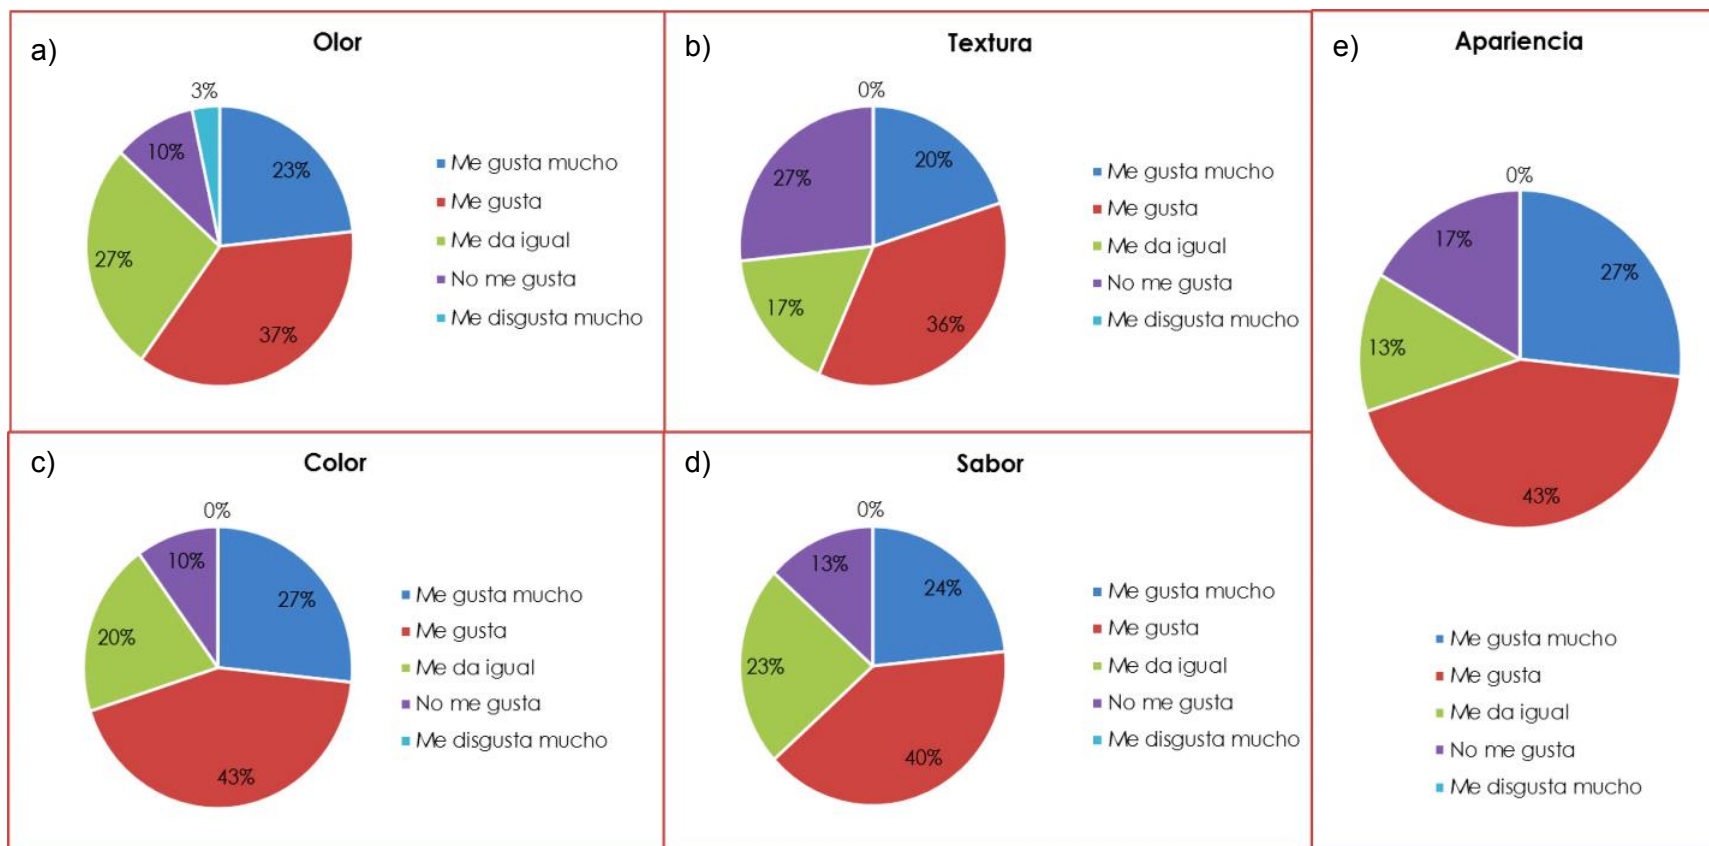 a)
Olor
3%
10%
23%
27%
37%
Me gusta mucho
Me gusta
Me da igual
No me gusta
Me disgusta mucho
b)
Textura
0%
20%
27%
17%
36%
Me gusta mucho
Me gusta
Me da igual
No me gusta
Me disgusta mucho
c)
Color
0%
10%
27%
20%
43%
Me gusta mucho
Me gusta
Me da igual
No me gusta
Me disgusta mucho
d)
Sabor
0%
13%
24%
23%
40%
Me gusta mucho
Me gusta
Me da igual
No me gusta
Me disgusta mucho
e)
Apariencia
0%
17%
27%
13%
43%
Me gusta mucho
Me gusta
Me da igual
No me gusta
Me disgusta mucho